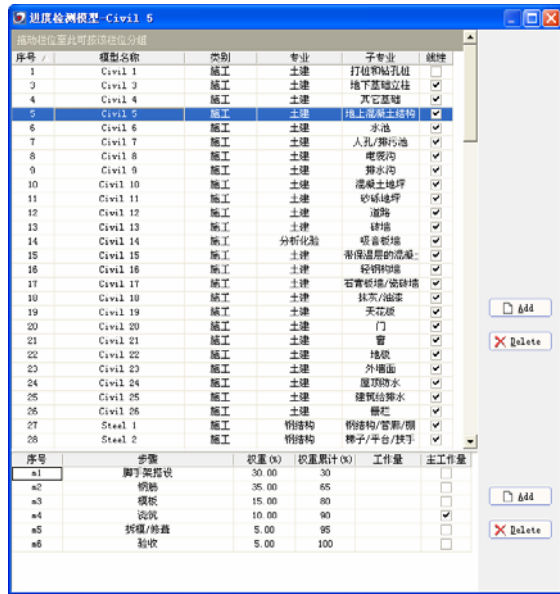 进度检测模型-Civil 5
拖动栏位至此可按该栏位分组
序号 / 模型名称 类别 专业 子专业
1 Civil 1 施工 土建 打桩和钻孔桩
3 Civil 3 施工 土建 地下基础立柱
4 Civil 4 施工 土建 其它基础
5 Civil 5 施工 土建 地上混凝土结构
6 Civil 6 施工 土建 水池
7 Civil 7 施工 土建 人孔/排污池
8 Civil 8 施工 土建 电缆沟
9 Civil 9 施工 土建 排水沟
10 Civil 10 施工 土建 混凝土地坪
11 Civil 11 施工 土建 砂砾地坪
12 Civil 12 施工 土建 道路
13 Civil 13 施工 土建 砖墙
14 Civil 14 施工 分析化验 吸音板墙
15 Civil 15 施工 土建 带保温层的混凝土
16 Civil 16 施工 土建 轻钢构墙
17 Civil 17 施工 土建 石膏板墙/瓷砖墙
18 Civil 18 施工 土建 抹灰/油漆
19 Civil 19 施工 土建 天花板
20 Civil 20 施工 土建 门
21 Civil 21 施工 土建 窗
22 Civil 22 施工 土建 地板
23 Civil 23 施工 土建 外墙面
24 Civil 24 施工 土建 屋顶防水
25 Civil 25 施工 土建 建筑给排水
26 Civil 26 施工 土建 栅栏
27 Steel 1 施工 钢结构 钢结构/管廊/棚
28 Steel 2 施工 钢结构 梯子/平台/扶手
Add
Delete
序号 步骤 权重(%) 权重累计(%) 工作量 主工作量
m1 脚手架搭设 30.00 30
m2 钢筋 35.00 65
m3 模板 15.00 80
m4 浇筑 10.00 90
m5 拆模/修盖 5.00 95
m6 验收 5.00 100
Add
Delete